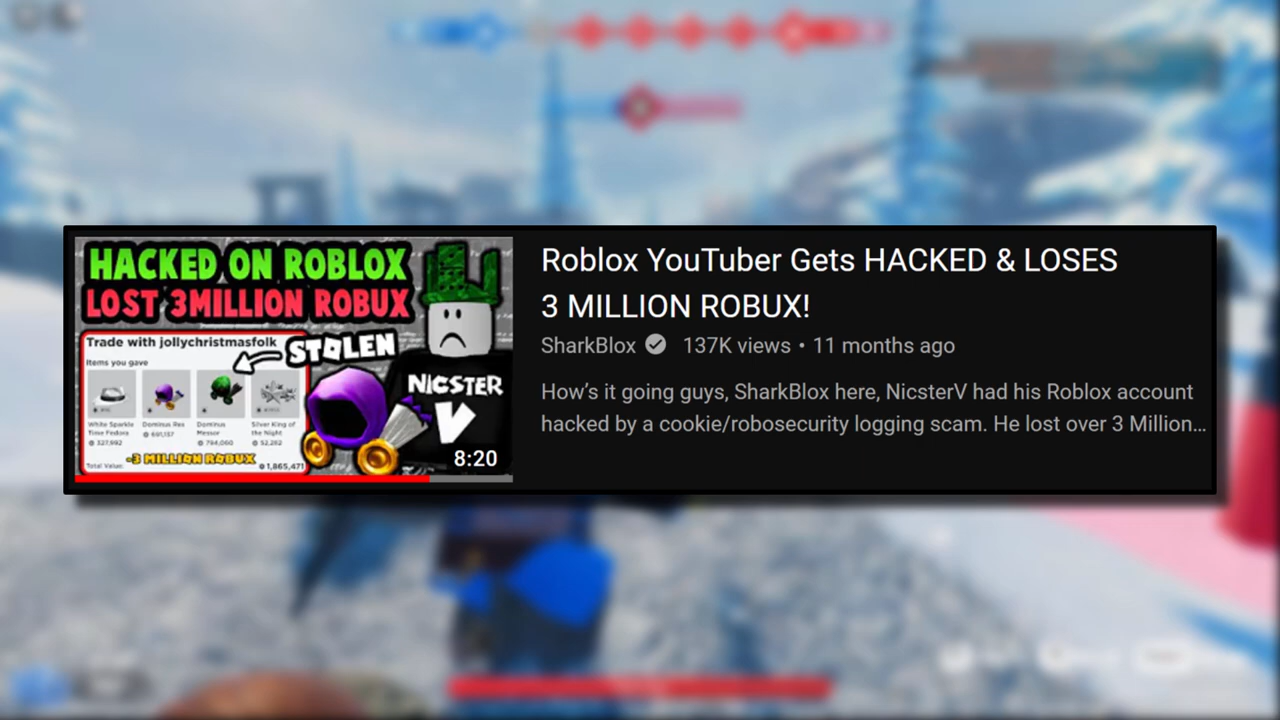 HACKED ON ROBLOX
LOST 3MILLION ROBUX
Trade with jollychristmasfolk
STOLEN
Items you gave
White Sparkle Time Fedora
327,992
Dominus Rex
691,187
Dominus Messor
794,060
Silver King of the Night
52,282
Total Value:
-3 MILLION ROBUX
1,865,471
NICSTER
V
8:20
Roblox YouTuber Gets HACKED & LOSES
3 MILLION ROBUX!
SharkBlox 137K views • 11 months ago
How’s it going guys, SharkBlox here, NicsterV had his Roblox account
hacked by a cookie/robosecurity logging scam. He lost over 3 Million...